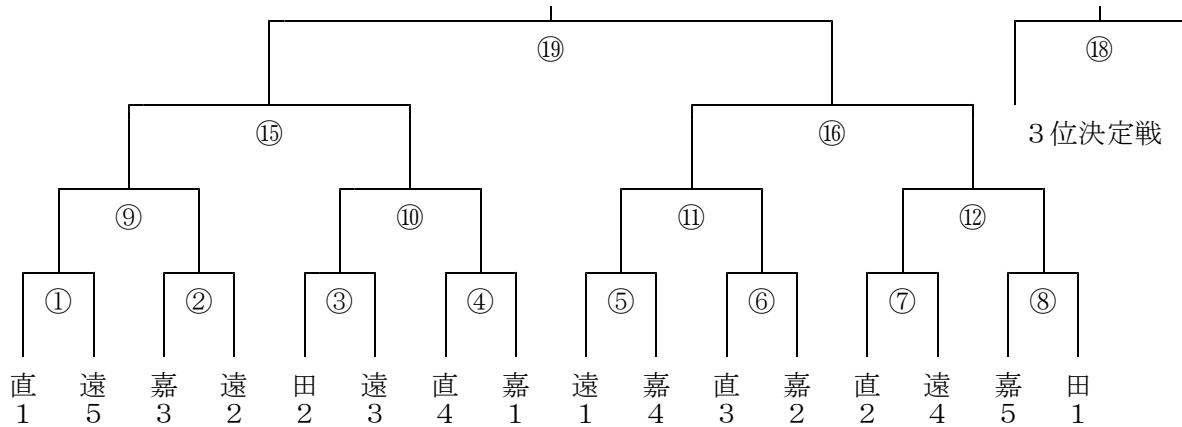 ⑲ ⑱
⑮ ⑯ ３位決定戦
⑨ ⑩ ⑪ ⑫
① ② ③ ④ ⑤ ⑥ ⑦ ⑧
直 遠 嘉 遠 田 遠 直 嘉 遠 嘉 直 嘉 直 遠 嘉 田
１ ５ ３ ２ ２ ３ ４ １ １ ４ ３ ２ ２ ４ ５ １